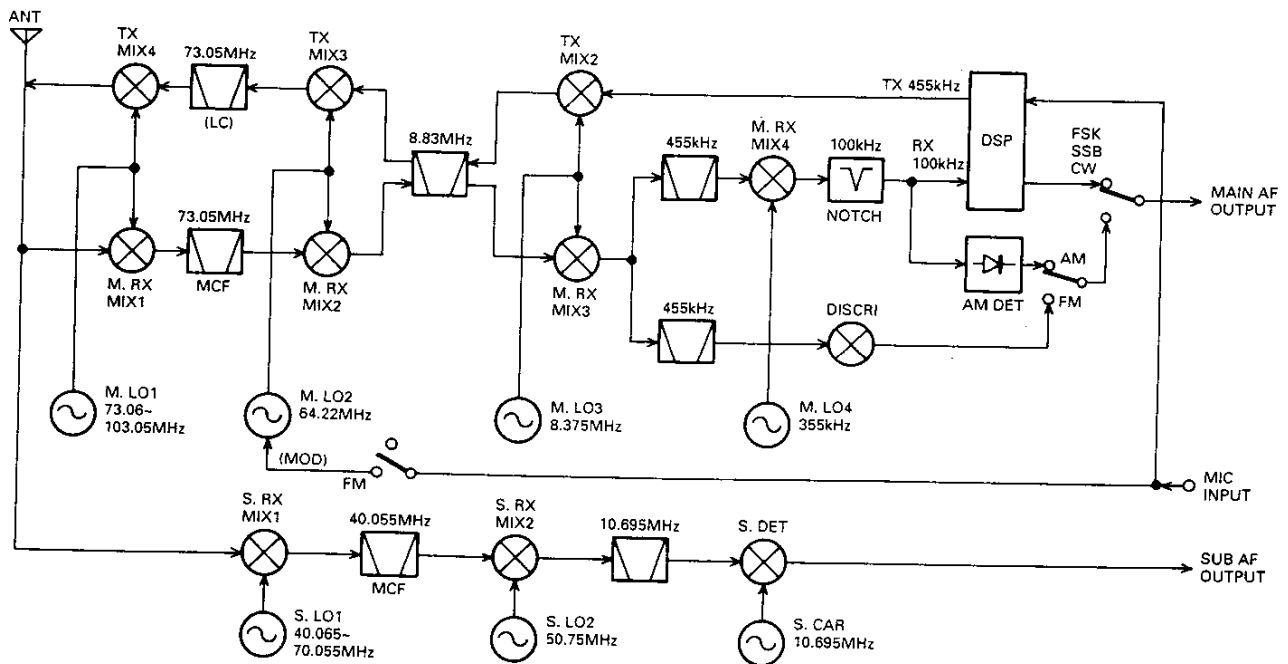 ANT
TX
MIX4
73.05MHz
(LC)
TX
MIX3
TX
MIX2
8.83MHz
TX 455kHz
DSP
FSK
SSB
CW
MAIN AF
OUTPUT
455kHz
M. RX
MIX4
100kHz
NOTCH
RX
100kHz
73.05MHz
M. RX
MIX1
MCF
M. RX
MIX2
M. RX
MIX3
AM
AM DET
FM
455kHz
DISCRI
M. LO1
73.06~
103.05MHz
M. LO2
64.22MHz
M. LO3
8.375MHz
M. LO4
355kHz
(MOD)
FM
MIC
INPUT
S. RX
MIX1
40.055MHz
MCF
S. RX
MIX2
10.695MHz
S. DET
SUB AF
OUTPUT
S. LO1
40.065~
70.055MHz
S. LO2
50.75MHz
S. CAR
10.695MHz